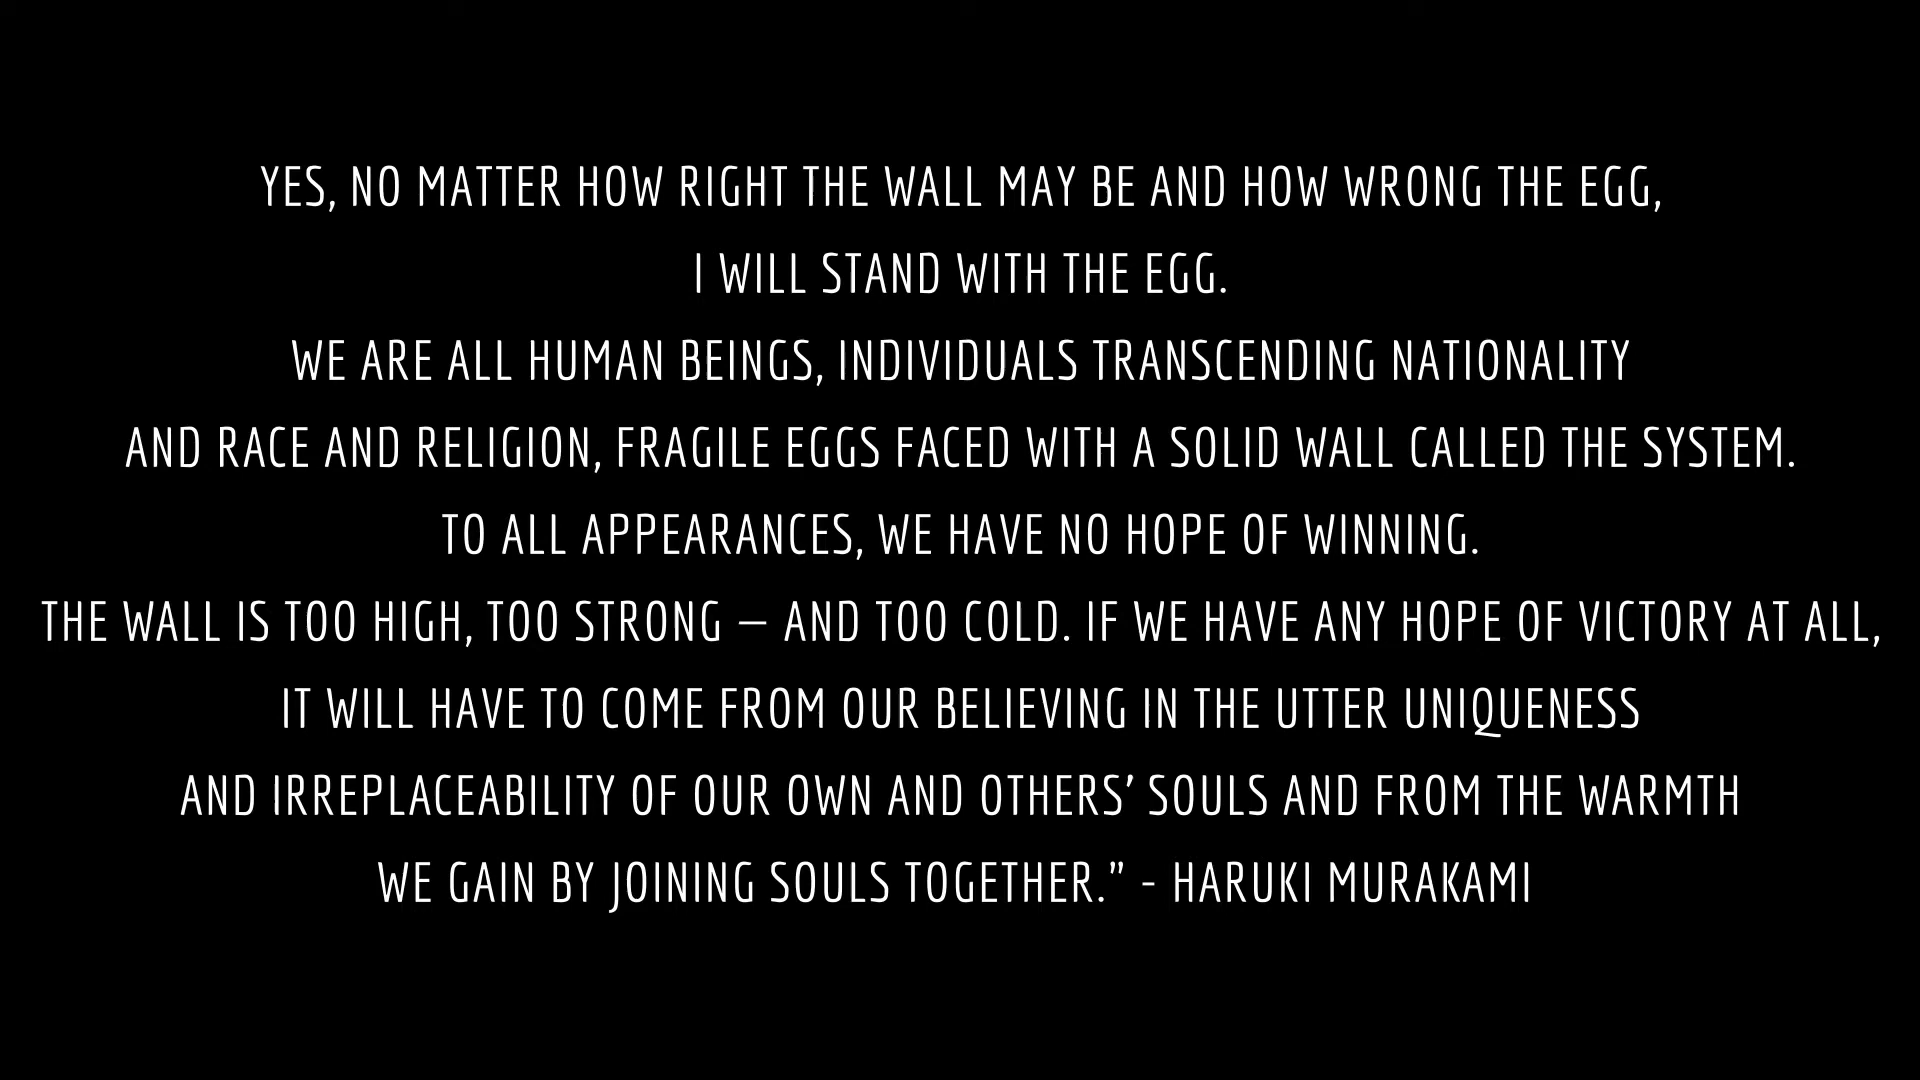 YES, NO MATTER HOW RIGHT THE WALL MAY BE AND HOW WRONG THE EGG,
I WILL STAND WITH THE EGG.
WE ARE ALL HUMAN BEINGS, INDIVIDUALS TRANSCENDING NATIONALITY
AND RACE AND RELIGION, FRAGILE EGGS FACED WITH A SOLID WALL CALLED THE SYSTEM.
TO ALL APPEARANCES, WE HAVE NO HOPE OF WINNING.
THE WALL IS TOO HIGH, TOO STRONG – AND TOO COLD. IF WE HAVE ANY HOPE OF VICTORY AT ALL,
IT WILL HAVE TO COME FROM OUR BELIEVING IN THE UTTER UNIQUENESS
AND IRREPLACEABILITY OF OUR OWN AND OTHERS’ SOULS AND FROM THE WARMTH
WE GAIN BY JOINING SOULS TOGETHER.” - HARUKI MURAKAMI